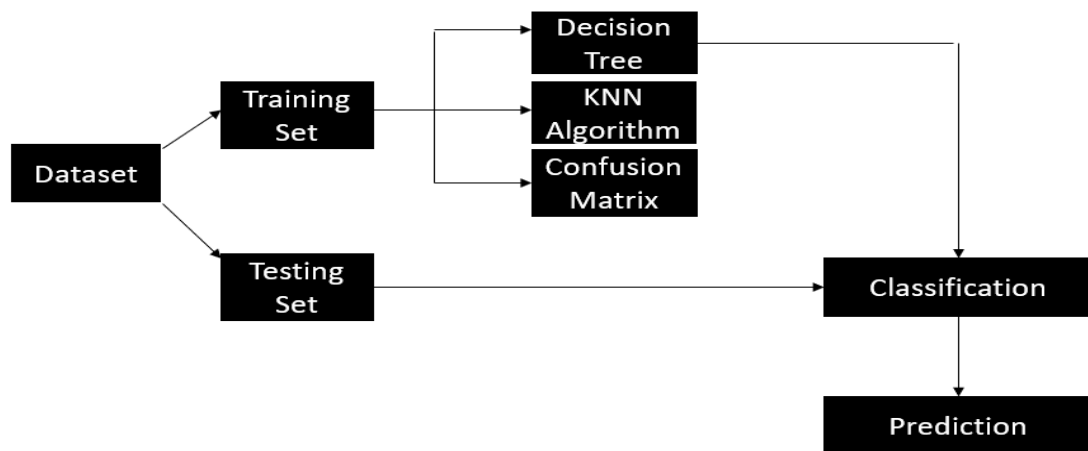 Decision
Tree
Training
Set
KNN
Algorithm
Dataset
Confusion
Matrix
Testing
Set
Classification
Prediction